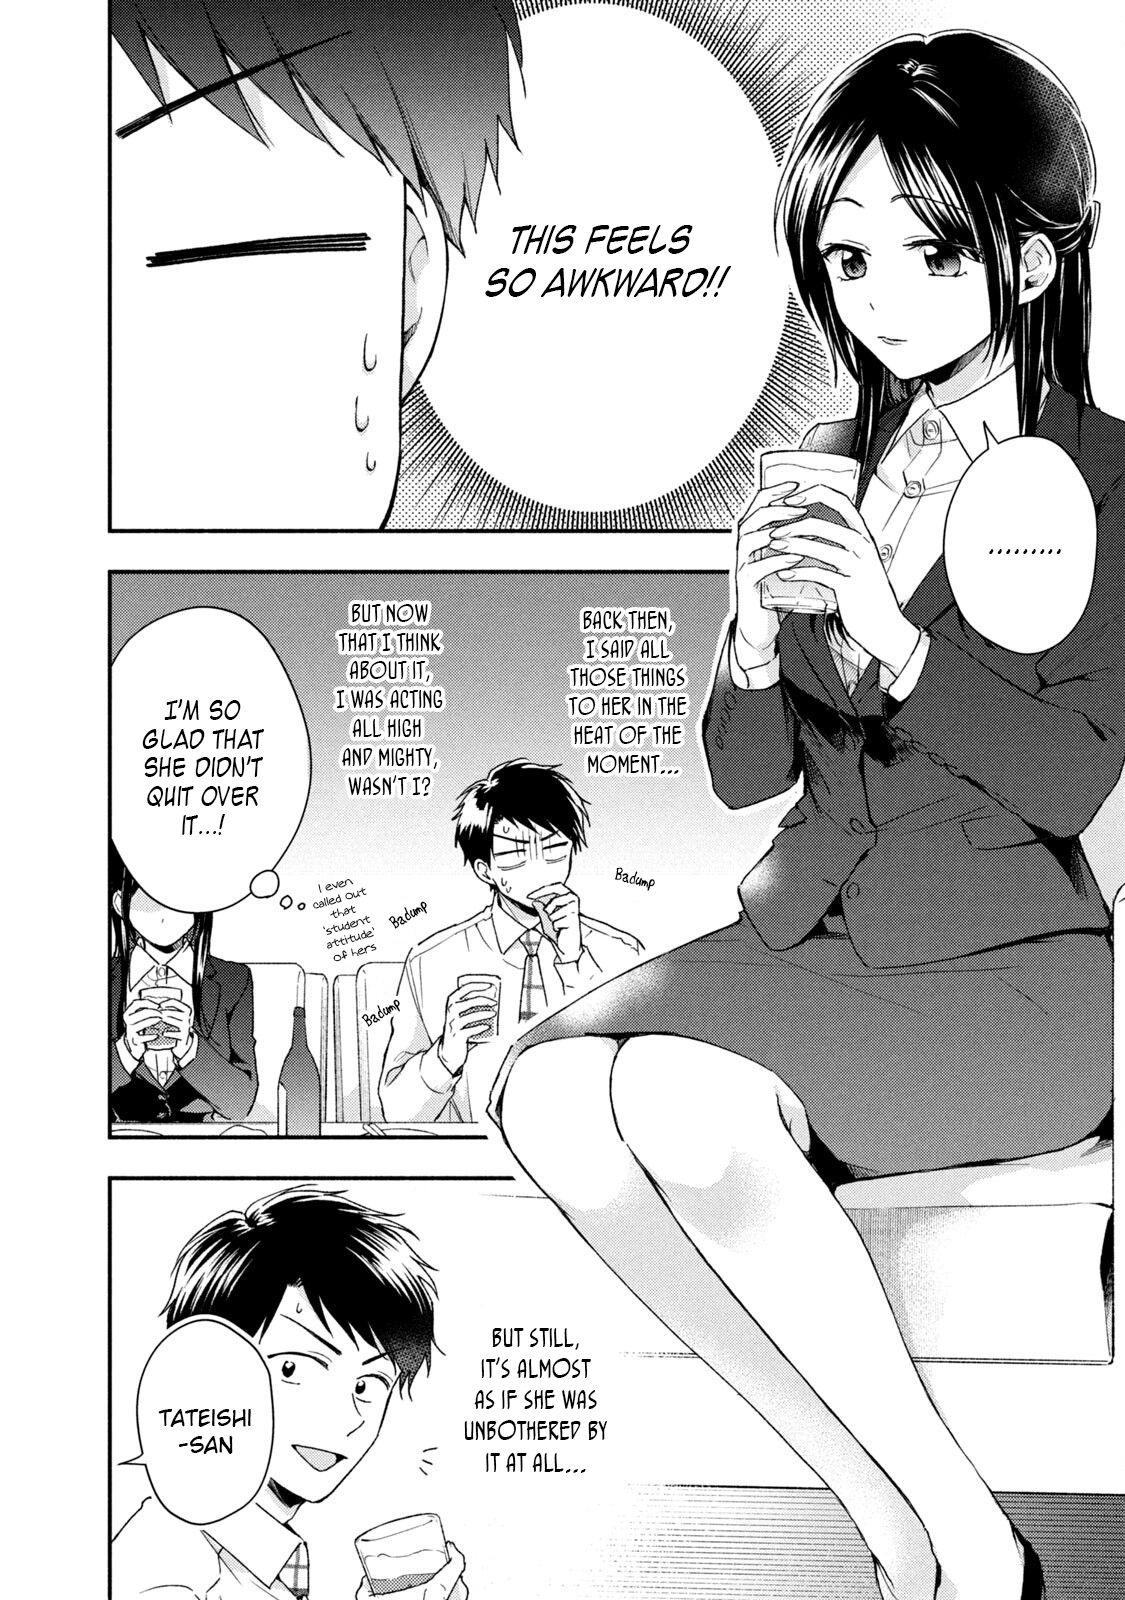 THIS FEELS
SO AWKWARD!!
.........
BACK THEN,
I SAID ALL
THOSE THINGS
TO HER IN THE
HEAT OF THE
MOMENT...
BUT NOW
THAT I THINK
ABOUT IT,
I WAS ACTING
ALL HIGH
AND MIGHTY,
WASN'T I?
I'M SO
GLAD THAT
SHE DIDN'T
QUIT OVER
IT...!
Badump
Badump
I even
called out
that
'student
attitude'
of hers
Badump
BUT STILL,
IT'S ALMOST
AS IF SHE WAS
UNBOTHERED BY
IT AT ALL...
TATEISHI
-SAN